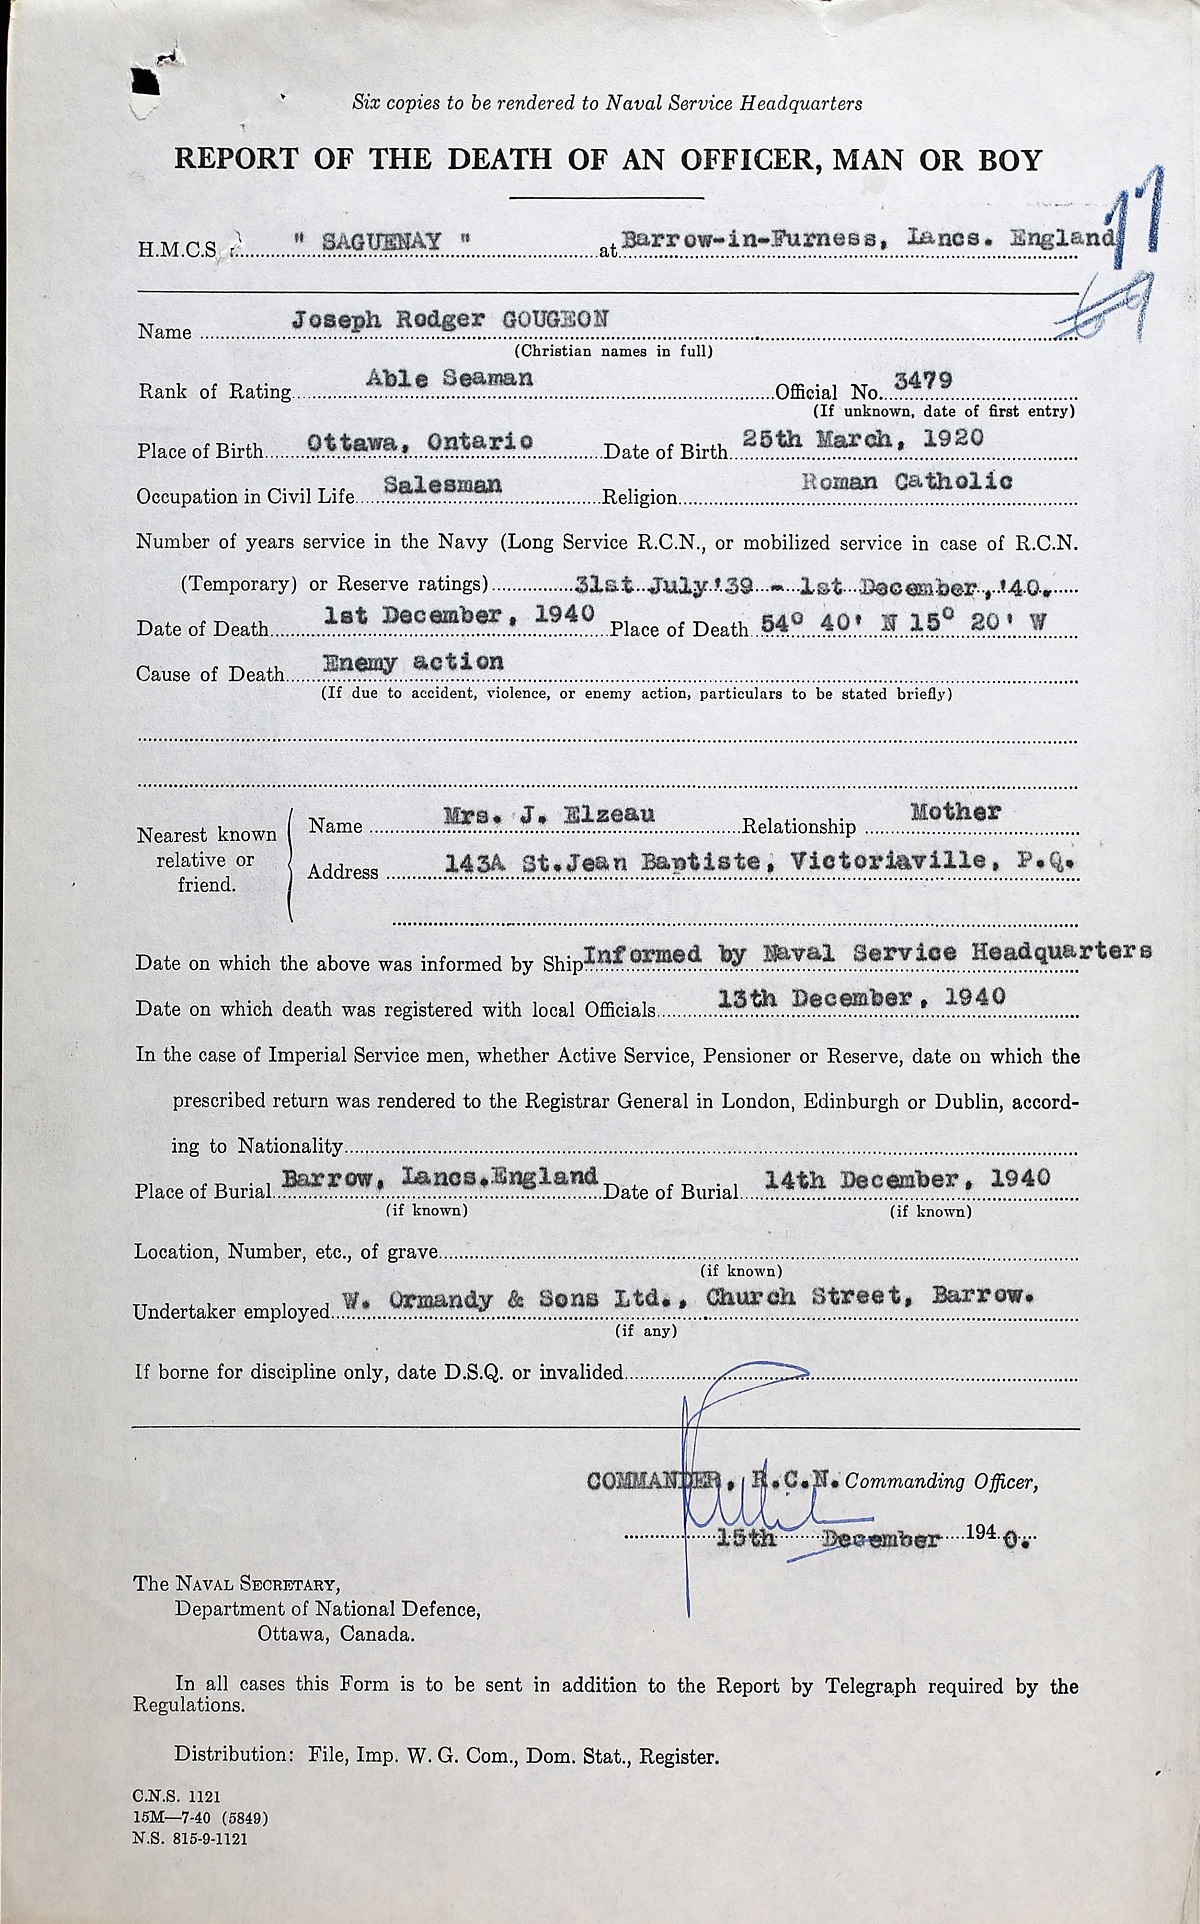 Six copies to be rendered to Naval Service Headquarters
REPORT OF THE DEATH OF AN OFFICER, MAN OR BOY
11
H.M.C.S. " SAGUENAY " at Barrow-in-Furness, Lancs. England
69
Name Joseph Rodger GOUGEON
(Christian names in full)
Rank of Rating Able Seaman Official No. 3479
(If unknown, date of first entry)
Place of Birth Ottawa, Ontario Date of Birth 25th March, 1920
Occupation in Civil Life Salesman Religion Roman Catholic
Number of years service in the Navy (Long Service R.C.N., or mobilized service in case of R.C.N.
(Temporary) or Reserve ratings) 31st July '39 - 1st December, '40.
Date of Death 1st December, 1940 Place of Death 54° 40' N 15° 20' W
Cause of Death Enemy action
(If due to accident, violence, or enemy action, particulars to be stated briefly)
Nearest known relative or friend.
Name Mrs. J. Elzeau Relationship Mother
Address 143A St.Jean Baptiste, Victoriaville, P.Q.
Date on which the above was informed by Ship Informed by Naval Service Headquarters
Date on which death was registered with local Officials 13th December, 1940
In the case of Imperial Service men, whether Active Service, Pensioner or Reserve, date on which the
prescribed return was rendered to the Registrar General in London, Edinburgh or Dublin, accord-
ing to Nationality
Place of Burial Barrow, Lancs.England Date of Burial 14th December, 1940
(if known) (if known)
Location, Number, etc., of grave
(if known)
Undertaker employed W. Ormandy & Sons Ltd., Church Street, Barrow.
(if any)
If borne for discipline only, date D.S.Q. or invalided
COMMANDER, R.C.N. Commanding Officer,
15th December 1940.
The NAVAL SECRETARY,
Department of National Defence,
Ottawa, Canada.
In all cases this Form is to be sent in addition to the Report by Telegraph required by the
Regulations.
Distribution: File, Imp. W. G. Com., Dom. Stat., Register.
C.N.S. 1121
15M—7-40 (5849)
N.S. 815-9-1121